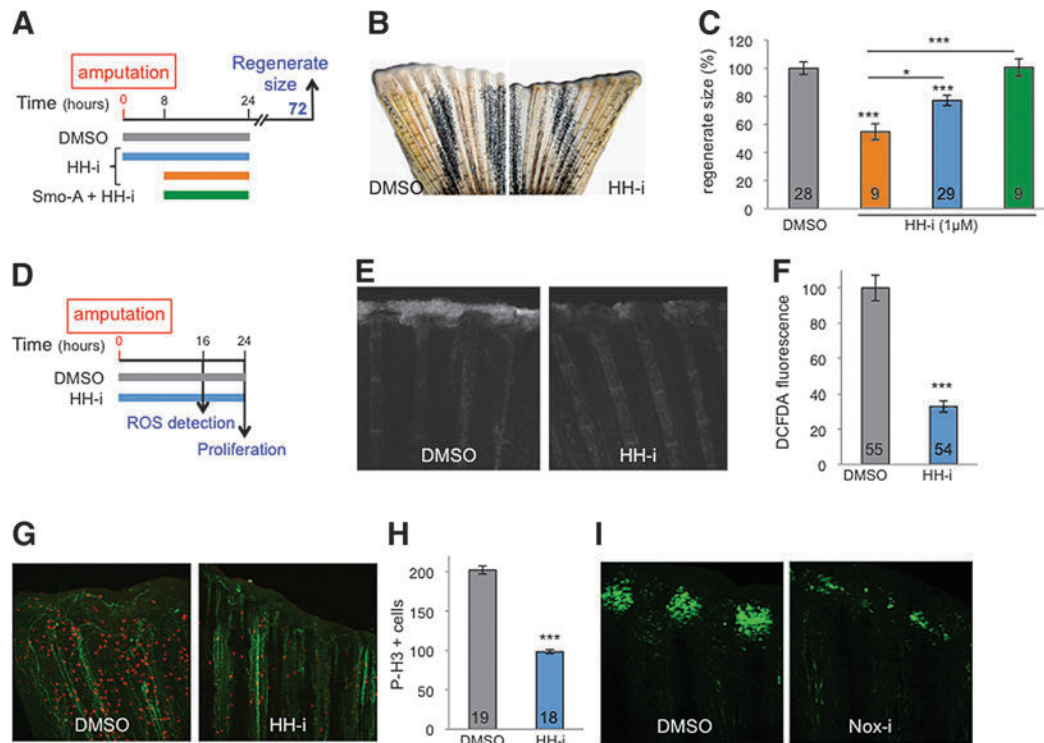 A
amputation
Regenerate size
72
Time (hours)
0
8
24
DMSO
HH-i
Smo-A + HH-i
B
DMSO
HH-i
C
regenerate size (%)
120
100
80
60
40
20
0
***
*
***
***
28
9
29
9
DMSO
HH-i (1μM)
D
amputation
Time (hours)
0
16
24
DMSO
HH-i
ROS detection
Proliferation
E
DMSO
HH-i
F
DCFDA fluorescence
100
80
60
40
20
0
***
55
54
DMSO
HH-i
G
DMSO
HH-i
H
P-H3 + cells
200
150
100
50
0
***
19
18
DMSO
HH-i
I
DMSO
Nox-i